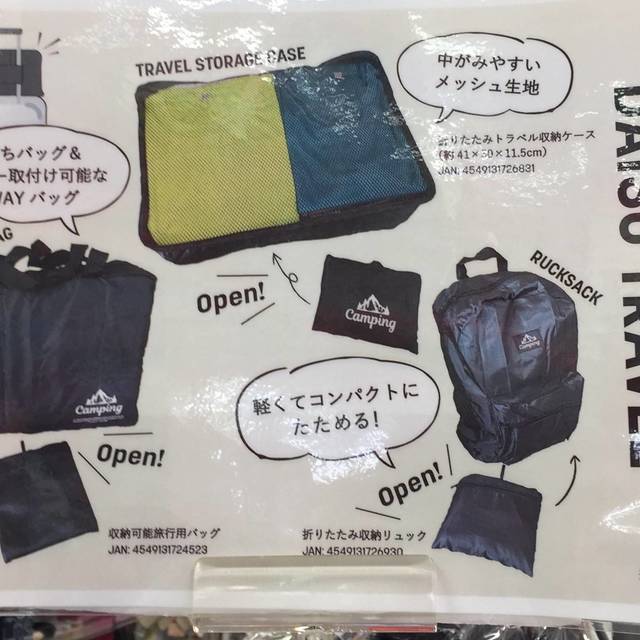 TRAVEL STORAGE CASE
中がみやすい
メッシュ生地
折りたたみトラベル収納ケース
JAN: 4549131726831
ちバッグ&
ー取付け可能な
WAY バッグ
AG
Open!
Camping
RUCKSACK
Camping
DAISO TRAVEL
軽くてコンパクトに
たためる!
Camping
Open!
Open!
収納可能旅行用バッグ
JAN: 4549131724523
折りたたみ収納リュック
JAN: 4549131726930